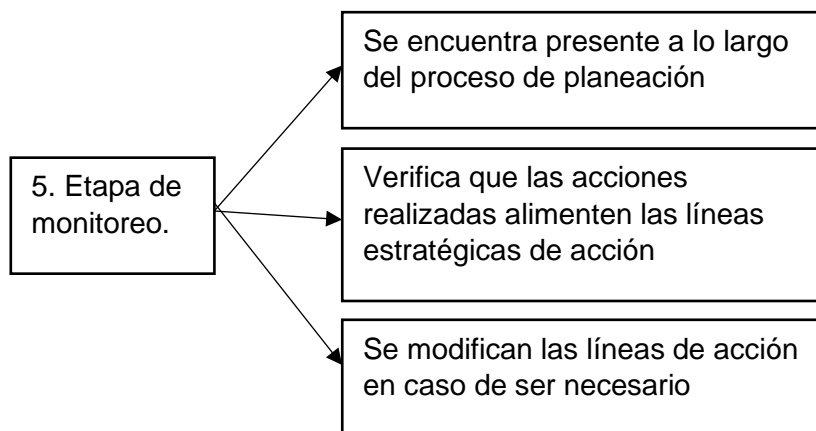 Se encuentra presente a lo largo
del proceso de planeación
5. Etapa de
monitoreo.
Verifica que las acciones
realizadas alimenten las líneas
estratégicas de acción
Se modifican las líneas de acción
en caso de ser necesario